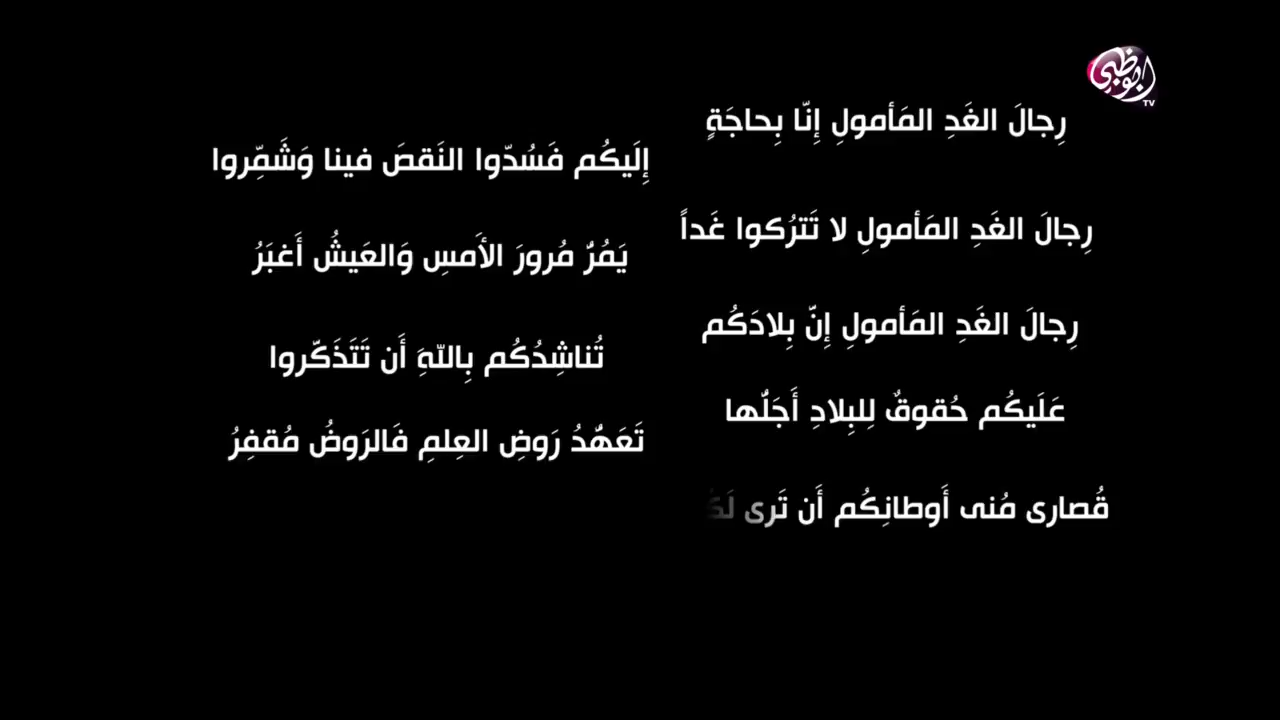 ابوظبي
TV
رِجالَ الغَدِ المَأمولِ إِنّا بِحاجَةٍ
إِلَيكُم فَسُدّوا النَقصَ فينا وَشَمِّروا
رِجالَ الغَدِ المَأمولِ لا تَترُكوا غَداً
يَمُرُّ مُرورَ الأَمسِ وَالعَيشُ أَغبَرُ
رِجالَ الغَدِ المَأمولِ إِنّ بِلادَكُم
تُناشِدُكُم بِاللَهِ أَن تَتَذَكّروا
عَلَيكُم حُقوقٌ لِلبِلادِ أَجَلُّها
تَعَهُّدُ رَوضِ العِلمِ فَالرَوضُ مُقفِرُ
قُصارى مُنى أَوطانِكُم أَن تَرى